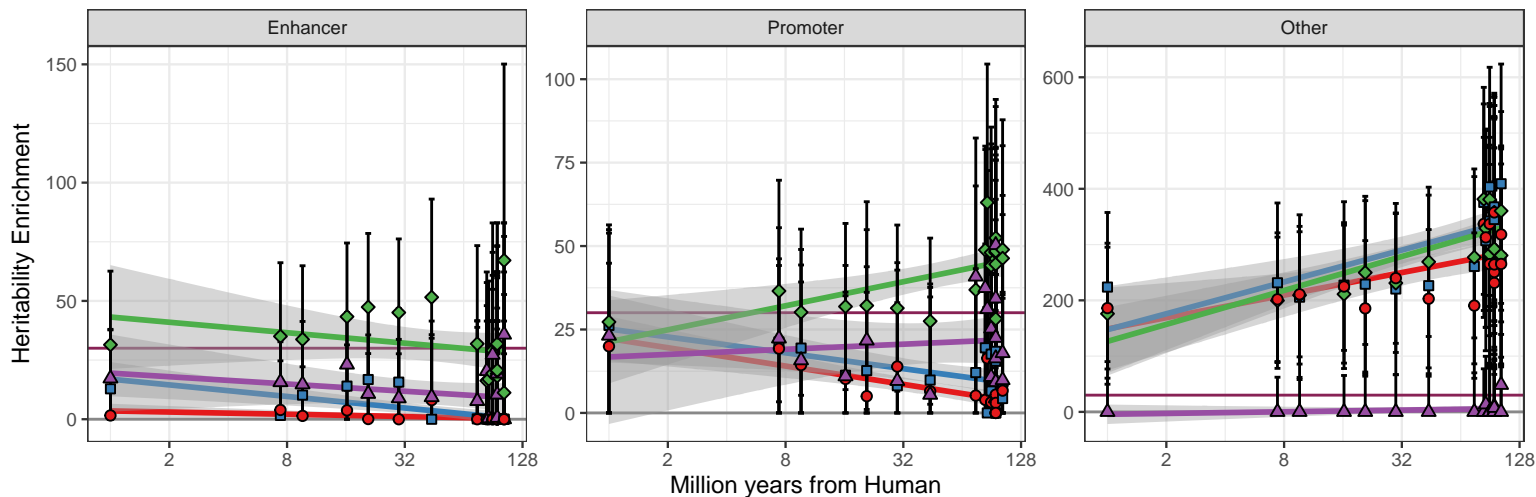 Enhancer Promoter Other
Heritability Enrichment
150
100
50
0
2 8 32 128
100
75
50
25
0
2 8 32 128
600
400
200
0
2 8 32 128
Million years from Human